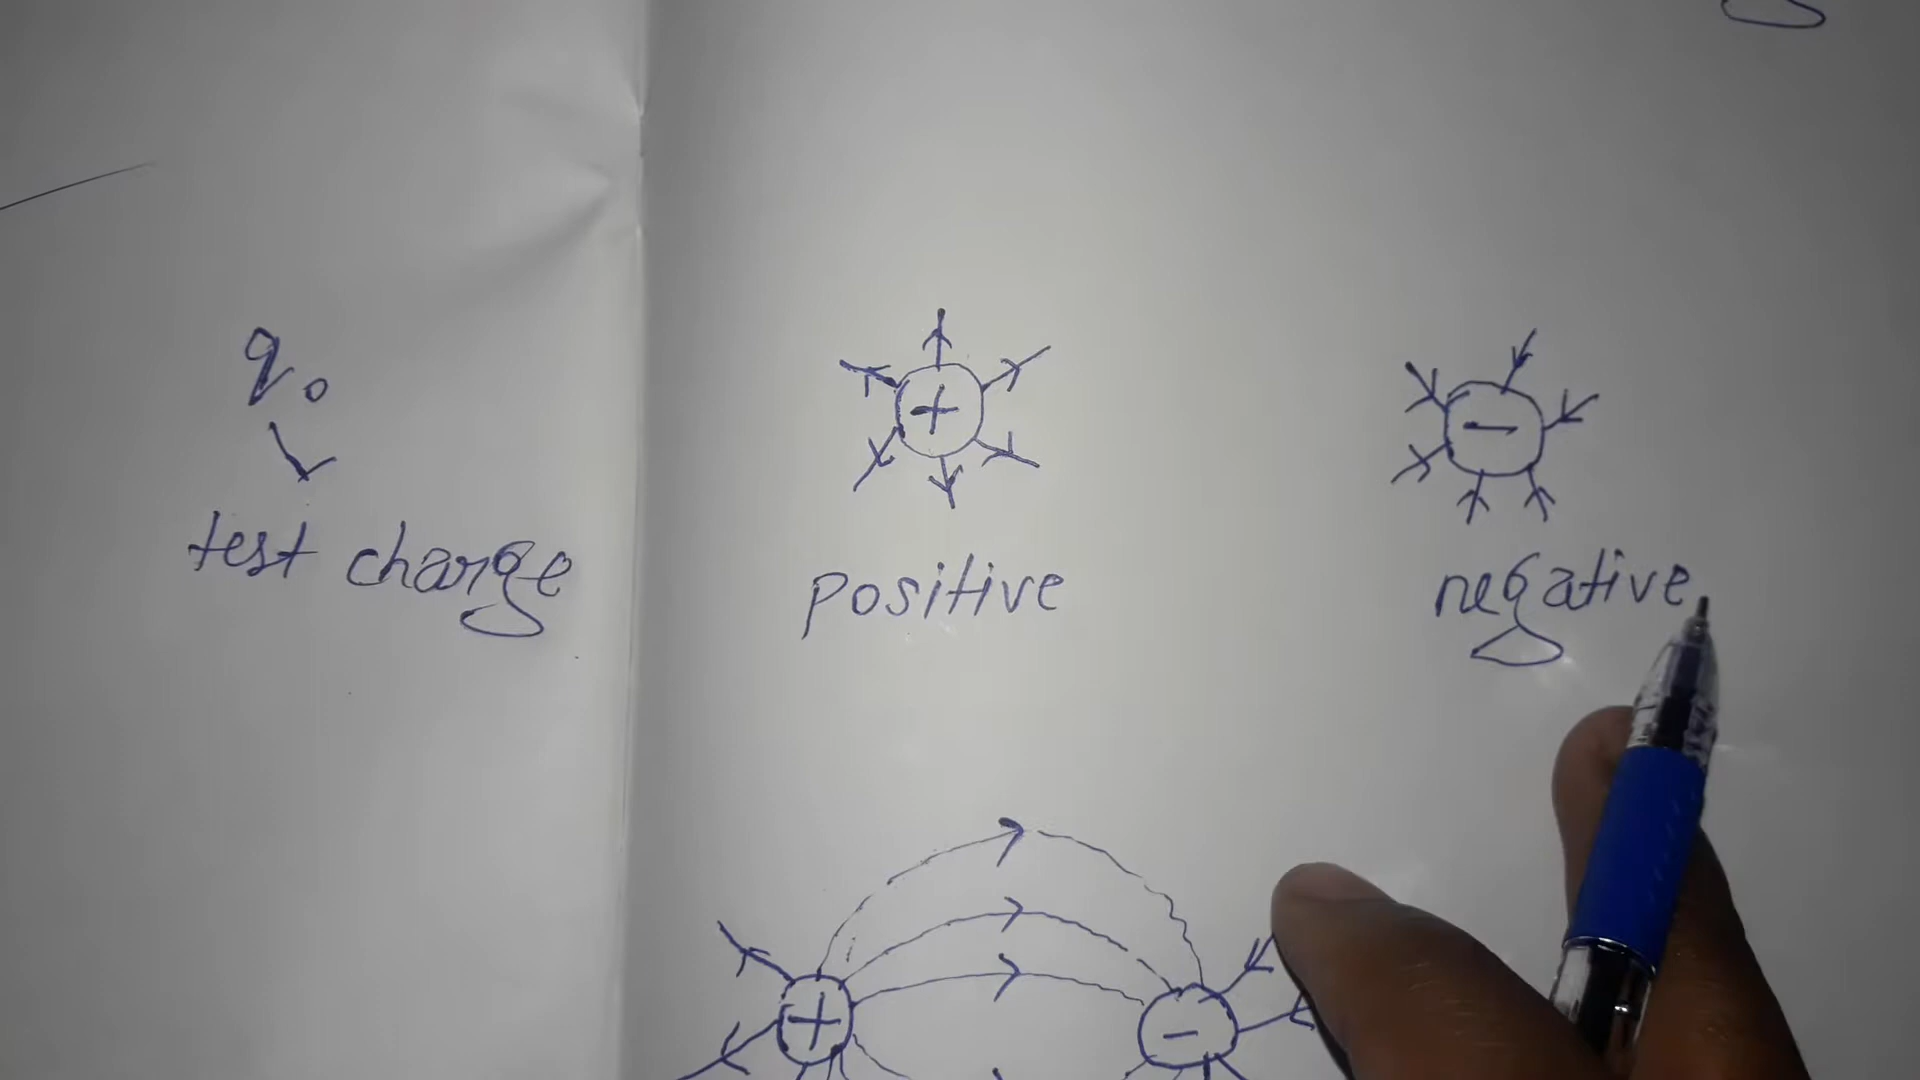 q₀
test charge
+
positive
−
negative
+
−